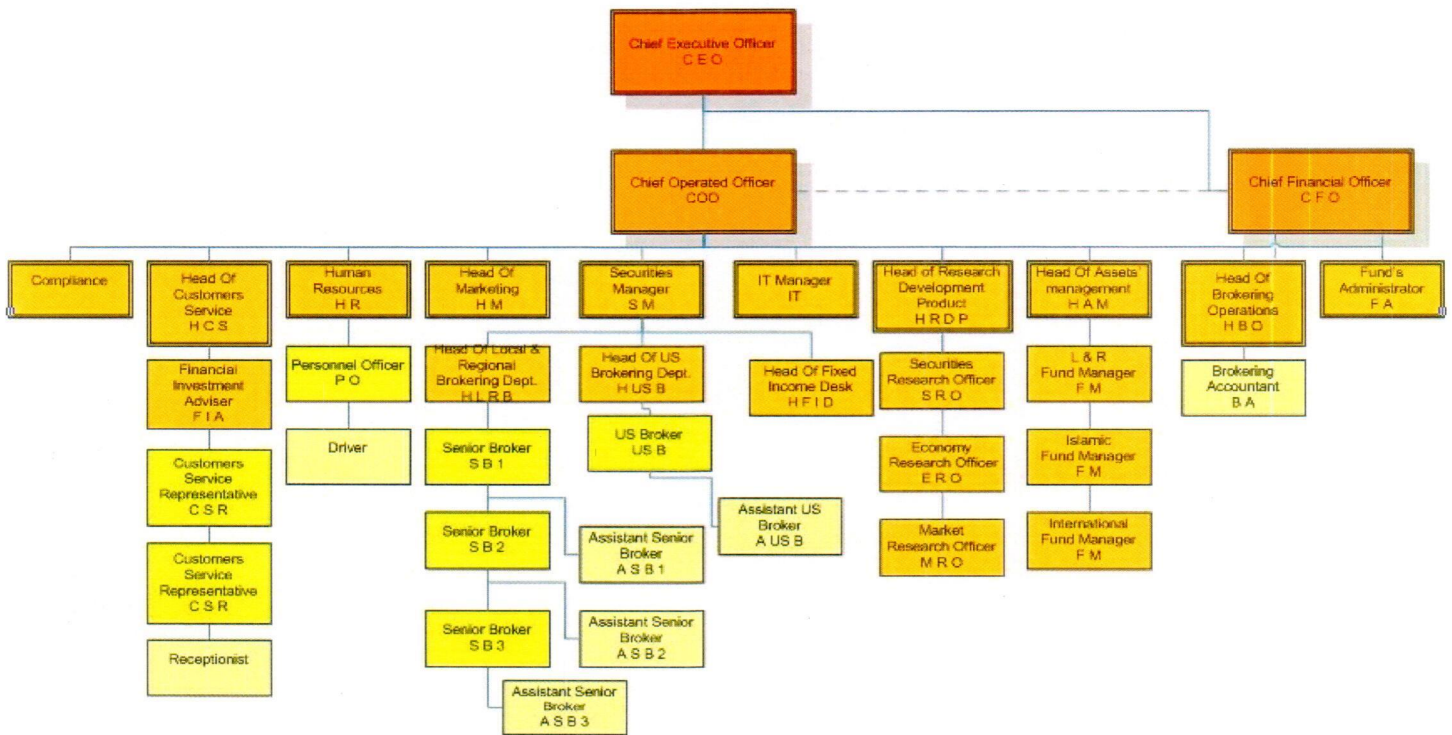 Chief Executive Officer
C E O
Chief Operated Officer
COO
Chief Financial Officer
C F O
Compliance
Head Of
Customers
Service
H C S
Human
Resources
H R
Head Of
Marketing
H M
Securities
Manager
S M
IT Manager
IT
Head of Research
Development
Product
H R D P
Head Of Assets'
management
H A M
Head Of
Brokering
Operations
H B O
Fund's
Administrator
F A
Financial
Investment
Adviser
F I A
Personnel Officer
P O
Head Of Local &
Regional
Brokering Dept.
H L R B
Head Of US
Brokering Dept.
H US B
Head Of Fixed
Income Desk
H F I D
Securities
Research Officer
S R O
L & R
Fund Manager
F M
Brokering
Accountant
B A
Customers
Service
Representative
C S R
Driver
Senior Broker
S B 1
US Broker
US B
Economy
Research Officer
E R O
Islamic
Fund Manager
F M
Customers
Service
Representative
C S R
Senior Broker
S B 2
Assistant Senior
Broker
A S B 1
Assistant US
Broker
A US B
Market
Research Officer
M R O
International
Fund Manager
F M
Receptionist
Senior Broker
S B 3
Assistant Senior
Broker
A S B 2
Assistant Senior
Broker
A S B 3